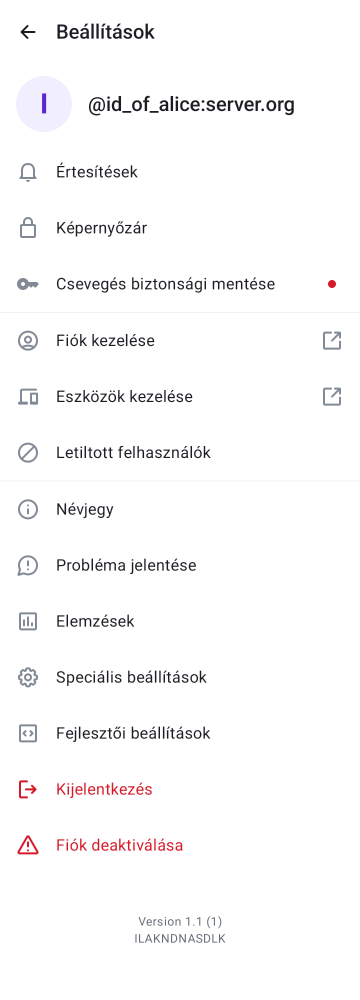 Beállítások
I
@id_of_alice:server.org
Értesítések
Képernyőzár
Csevegés biztonsági mentése
Fiók kezelése
Eszközök kezelése
Letiltott felhasználók
Névjegy
Probléma jelentése
Elemzések
Speciális beállítások
Fejlesztői beállítások
Kijelentkezés
Fiók deaktiválása
Version 1.1 (1)
ILAKNDNASDLK